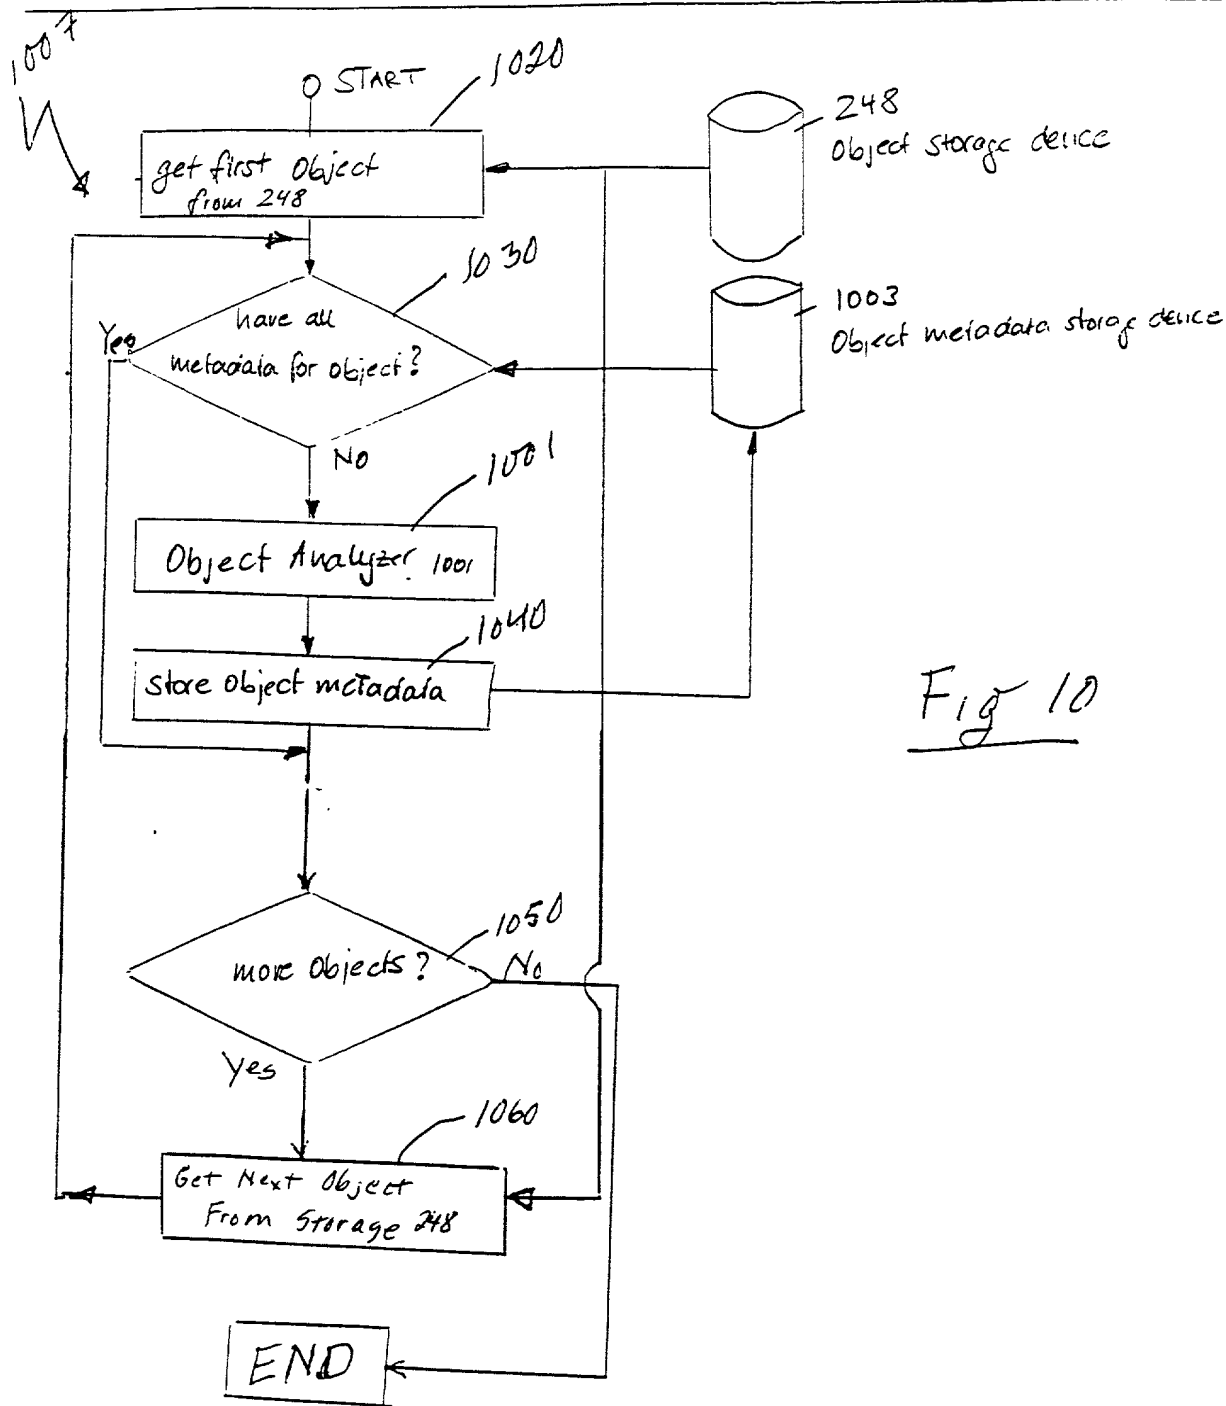 1007
START
1020
get first Object
from 248
248
Object storage device
1030
have all
metadata for object?
Yes
No
1003
Object metadata storage device
1001
Object Analyzer 1001
1040
Store Object metadata
Fig 10
1050
more Objects?
No
Yes
1060
Get Next Object
From Storage 248
END